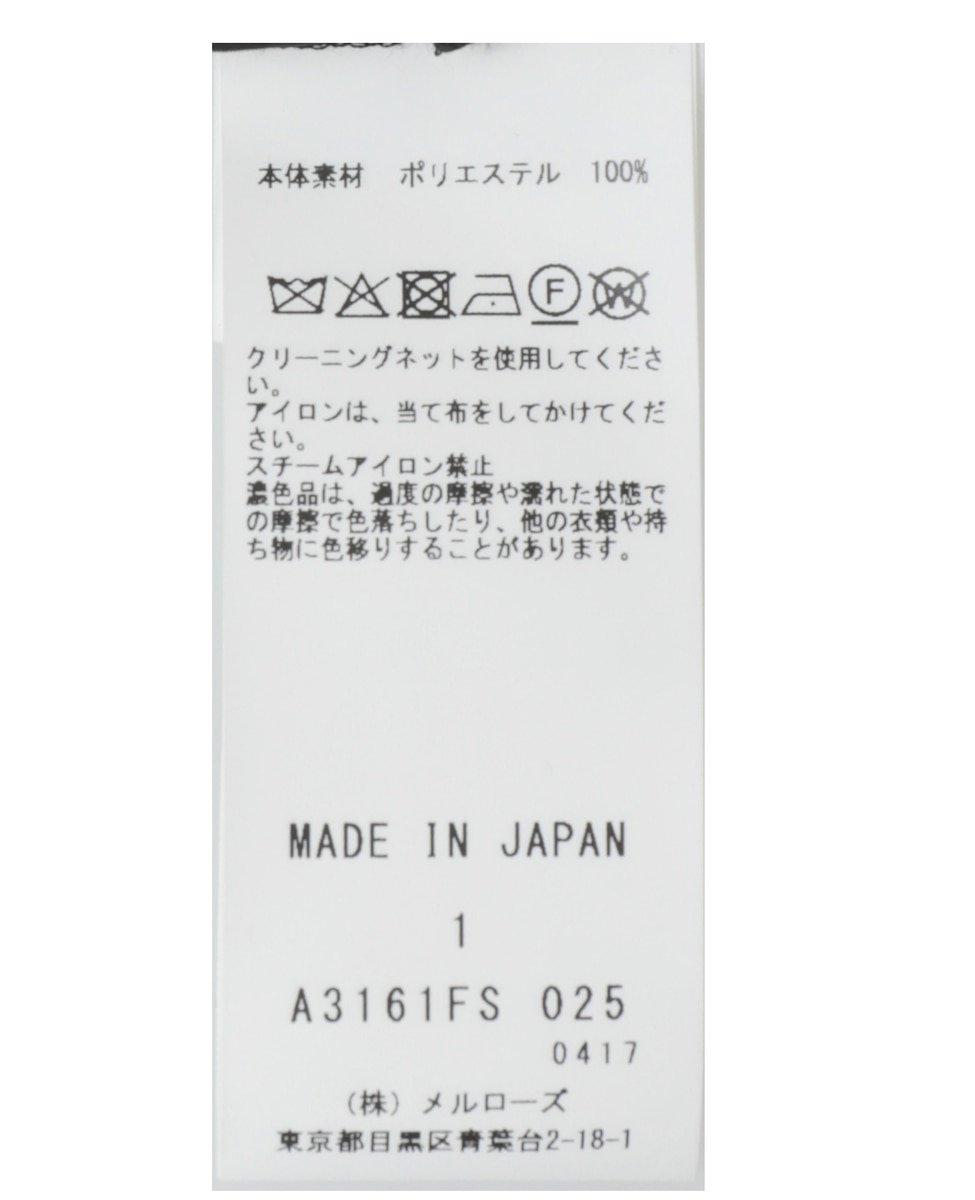 本体素材 ポリエステル 100%
F W
クリーニングネットを使用してくださ
い。
アイロンは、当て布をしてかけてくだ
さい。
スチームアイロン禁止
濃色品は、過度の摩擦や濡れた状態で
の摩擦で色落ちしたり、他の衣類や持
ち物に色移りすることがあります。
MADE IN JAPAN
1
A3161FS 025
0417
(株)メルローズ
東京都目黒区青葉台2-18-1